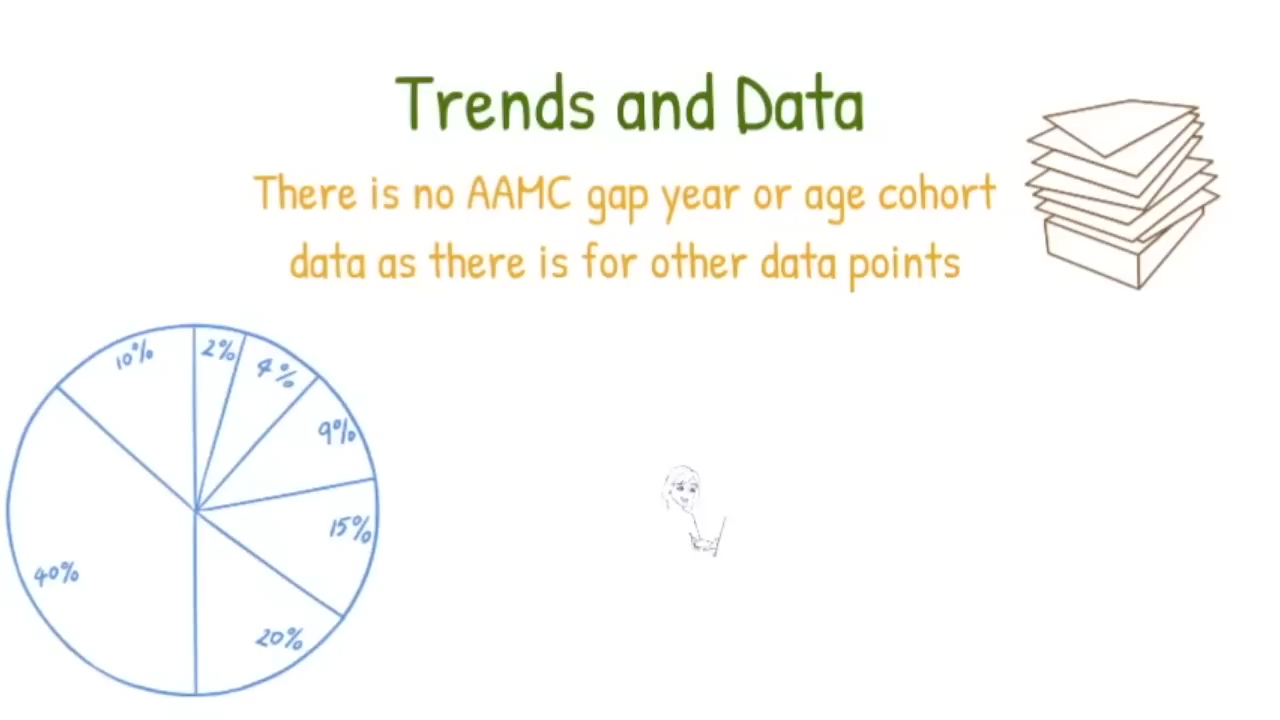 Trends and Data
There is no AAMC gap year or age cohort
data as there is for other data points
10%
2%
4%
9%
15%
40%
20%